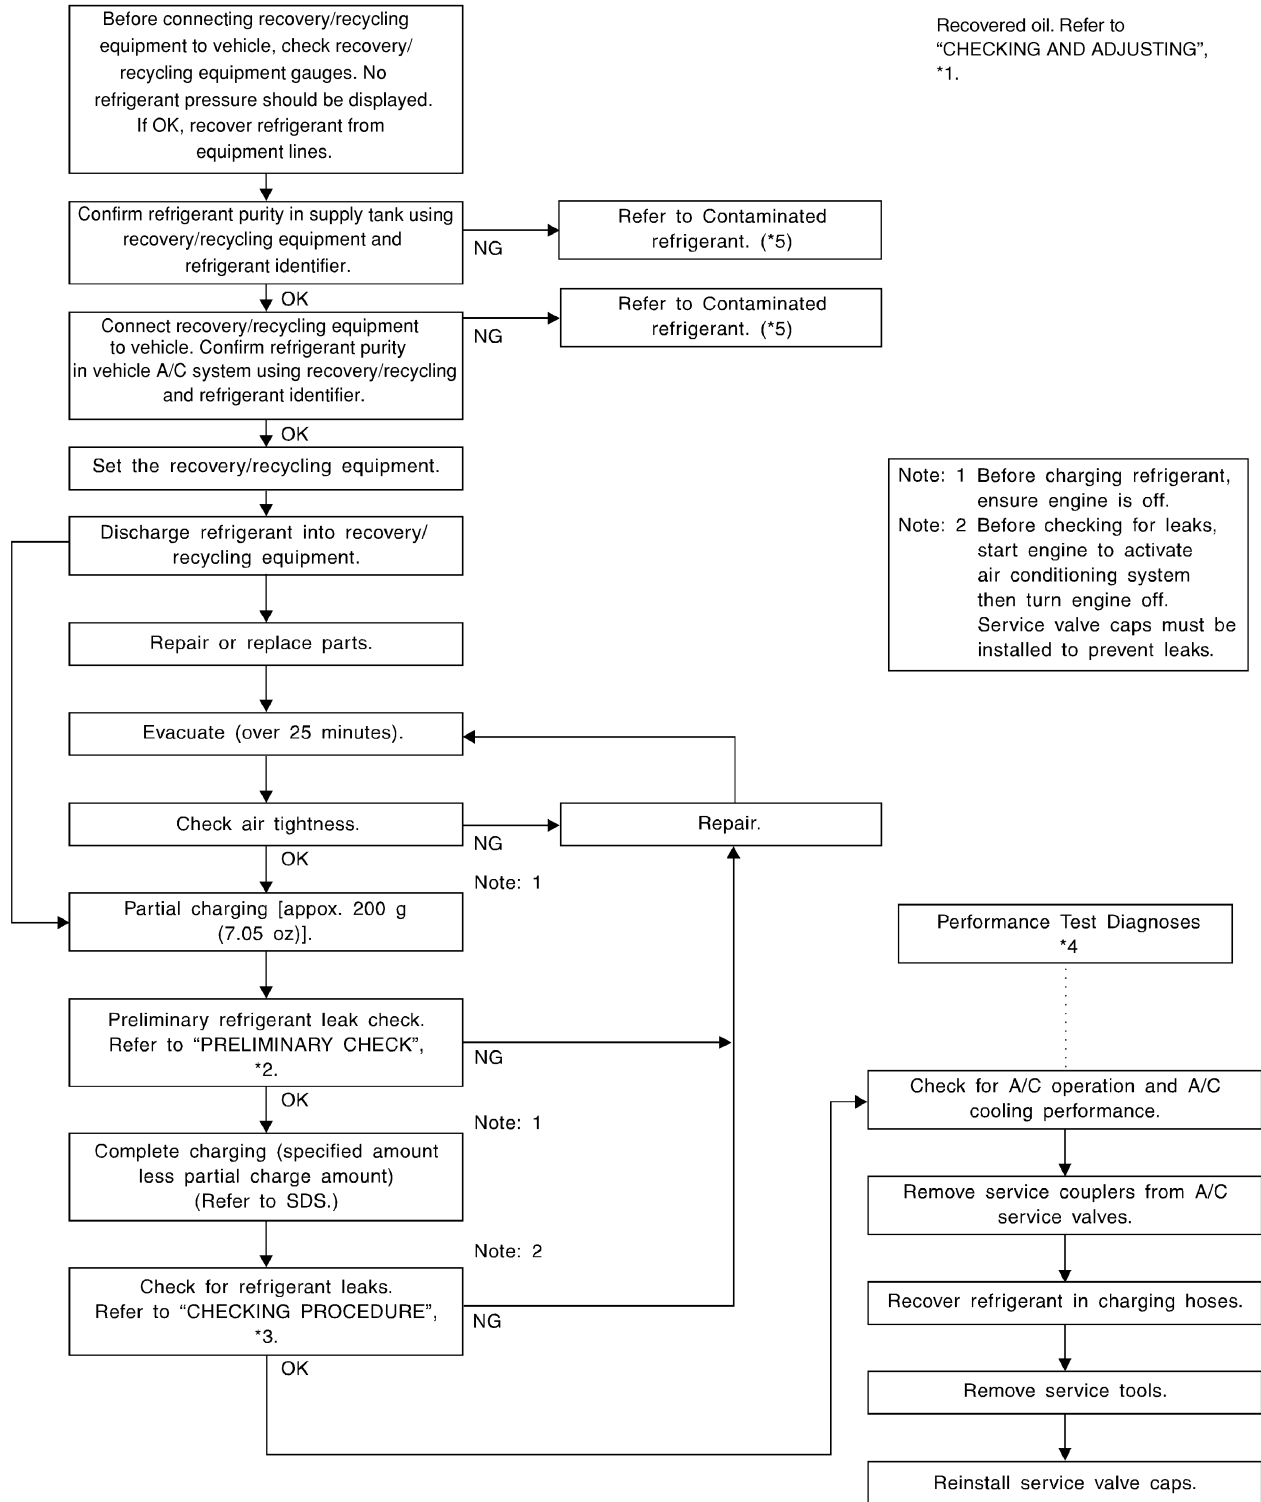 Before connecting recovery/recycling
equipment to vehicle, check recovery/
recycling equipment gauges. No
refrigerant pressure should be displayed.
If OK, recover refrigerant from
equipment lines.
Recovered oil. Refer to
“CHECKING AND ADJUSTING”,
*1.
Confirm refrigerant purity in supply tank using
recovery/recycling equipment and
refrigerant identifier.
NG
Refer to Contaminated
refrigerant. (*5)
OK
Connect recovery/recycling equipment
to vehicle. Confirm refrigerant purity
in vehicle A/C system using recovery/recycling
and refrigerant identifier.
NG
Refer to Contaminated
refrigerant. (*5)
OK
Set the recovery/recycling equipment.
Note: 1 Before charging refrigerant,
ensure engine is off.
Note: 2 Before checking for leaks,
start engine to activate
air conditioning system
then turn engine off.
Service valve caps must be
installed to prevent leaks.
Discharge refrigerant into recovery/
recycling equipment.
Repair or replace parts.
Evacuate (over 25 minutes).
Check air tightness.
NG
Repair.
OK
Note: 1
Partial charging [appox. 200 g
(7.05 oz)].
Preliminary refrigerant leak check.
Refer to “PRELIMINARY CHECK”,
*2.
NG
OK
Note: 1
Complete charging (specified amount
less partial charge amount)
(Refer to SDS.)
Note: 2
Check for refrigerant leaks.
Refer to “CHECKING PROCEDURE”,
*3.
NG
OK
Performance Test Diagnoses
*4
Check for A/C operation and A/C
cooling performance.
Remove service couplers from A/C
service valves.
Recover refrigerant in charging hoses.
Remove service tools.
Reinstall service valve caps.